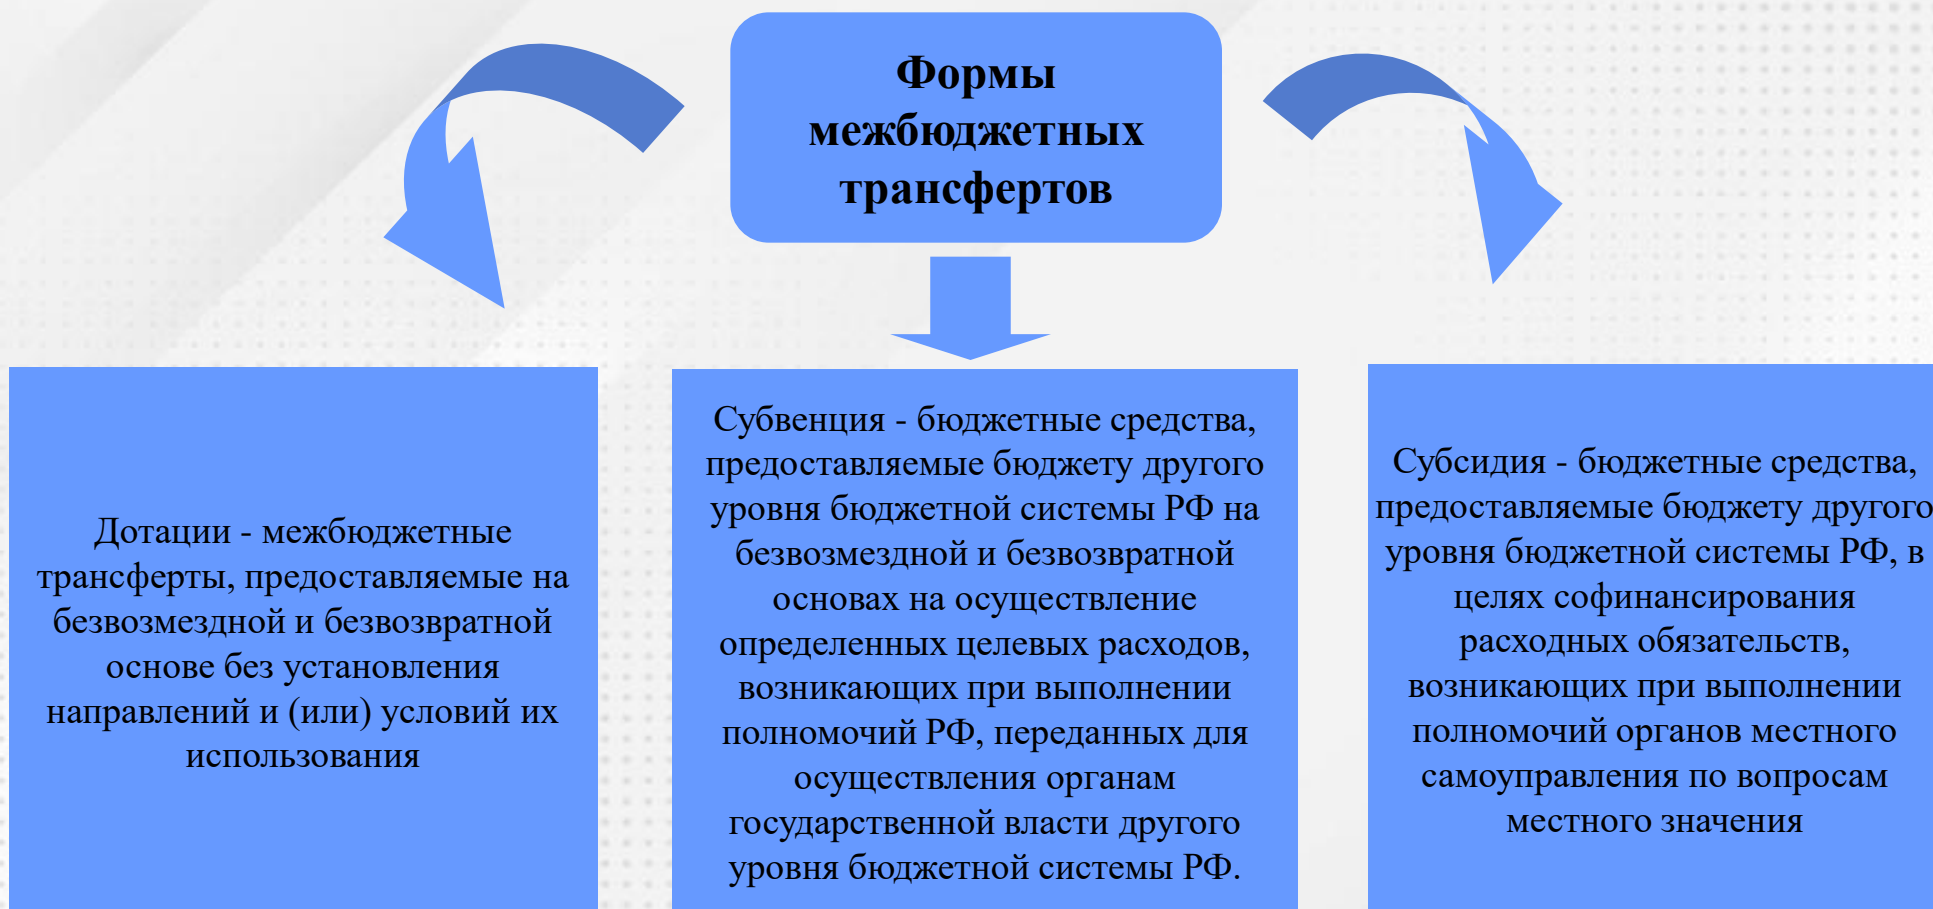 Формы
межбюджетных
трансфертов
Дотации - межбюджетные
трансферты, предоставляемые на
безвозмездной и безвозвратной
основе без установления
направлений и (или) условий их
использования
Субвенция - бюджетные средства,
предоставляемые бюджету другого
уровня бюджетной системы РФ на
безвозмездной и безвозвратной
основах на осуществление
определенных целевых расходов,
возникающих при выполнении
полномочий РФ, переданных для
осуществления органам
государственной власти другого
уровня бюджетной системы РФ.
Субсидия - бюджетные средства,
предоставляемые бюджету другого
уровня бюджетной системы РФ, в
целях софинансирования
расходных обязательств,
возникающих при выполнении
полномочий органов местного
самоуправления по вопросам
местного значения